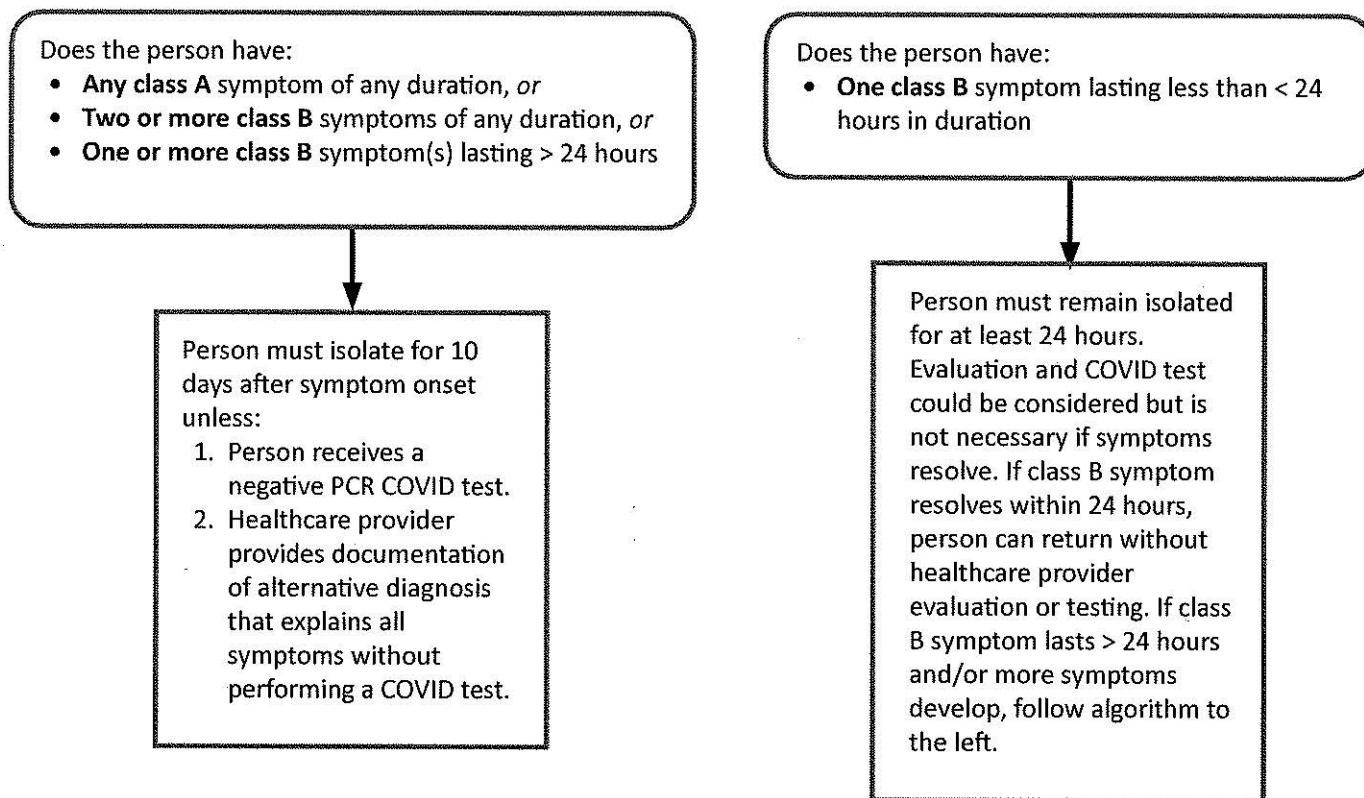 Does the person have:
• Any class A symptom of any duration, or
• Two or more class B symptoms of any duration, or
• One or more class B symptom(s) lasting > 24 hours
Person must isolate for 10
days after symptom onset
unless:
1. Person receives a
negative PCR COVID test.
2. Healthcare provider
provides documentation
of alternative diagnosis
that explains all
symptoms without
performing a COVID test.
Does the person have:
• One class B symptom lasting less than < 24
hours in duration
Person must remain isolated
for at least 24 hours.
Evaluation and COVID test
could be considered but is
not necessary if symptoms
resolve. If class B symptom
resolves within 24 hours,
person can return without
healthcare provider
evaluation or testing. If class
B symptom lasts > 24 hours
and/or more symptoms
develop, follow algorithm to
the left.